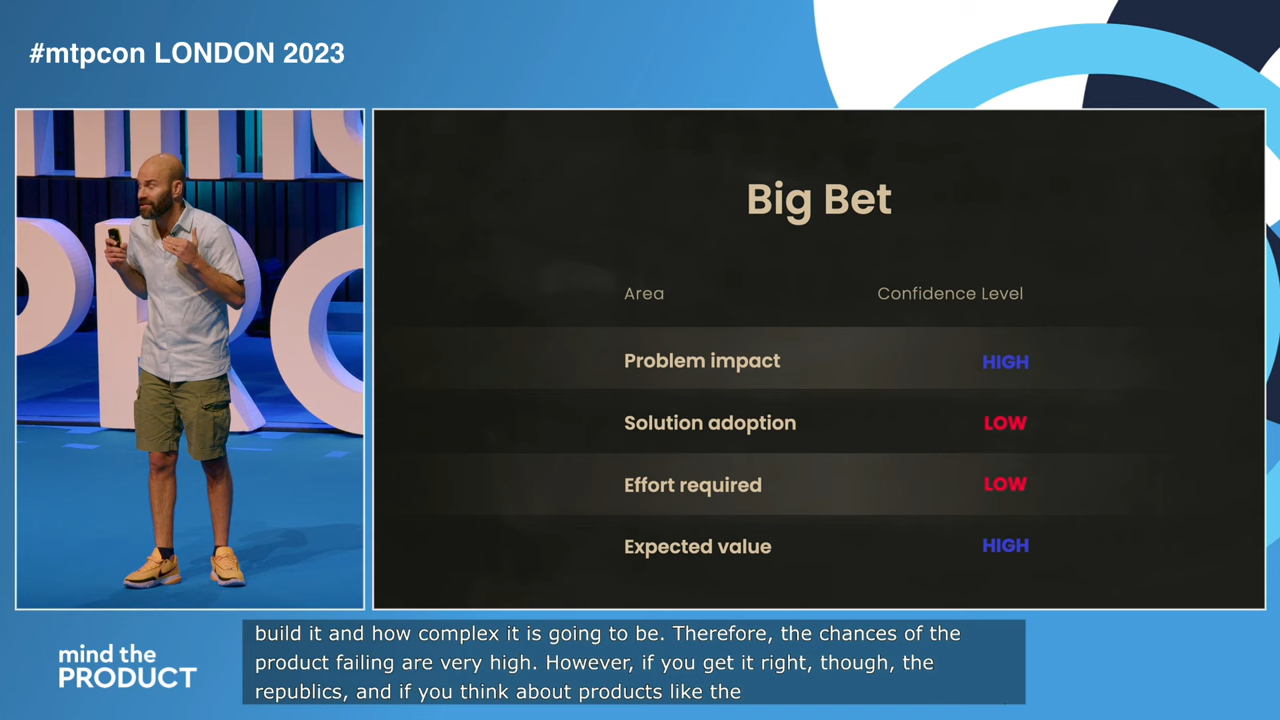 #mtpcon LONDON 2023
Big Bet
Area Confidence Level
Problem impact HIGH
Solution adoption LOW
Effort required LOW
Expected value HIGH
mind the
PRODUCT
build it and how complex it is going to be. Therefore, the chances of the
product failing are very high. However, if you get it right, though, the
republics, and if you think about products like the